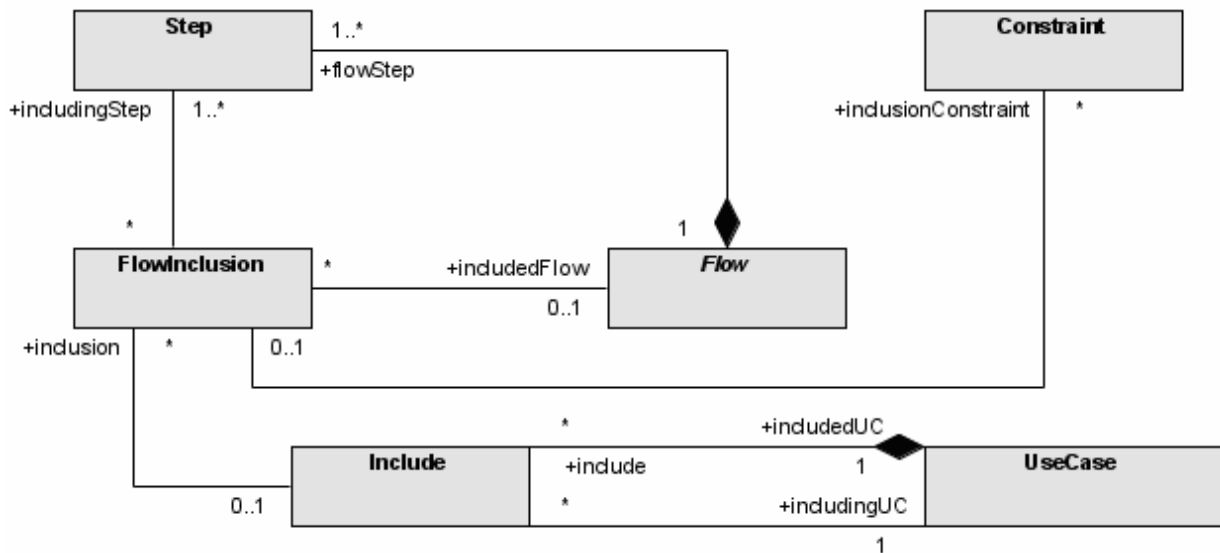 Step
1..*
+flowStep
Constraint
+includingStep
1..*
+inclusionConstraint
*
*
1
FlowInclusion
*
+includedFlow
0..1
Flow
+inclusion
*
0..1
*
+includedUC
Include
+include
1
UseCase
*
+includingUC
0..1
1